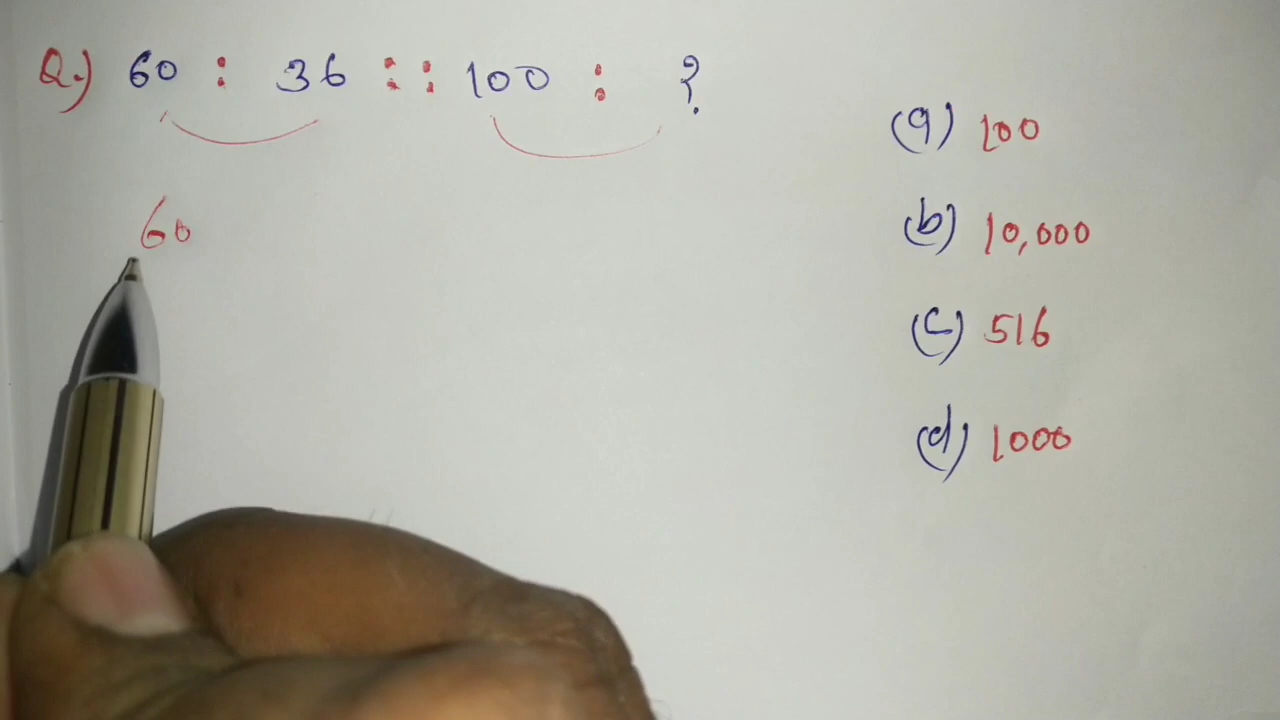 Q.) 60 : 36 :: 100 : ?
60
(a) 100
(b) 10,000
(c) 516
(d) 1000